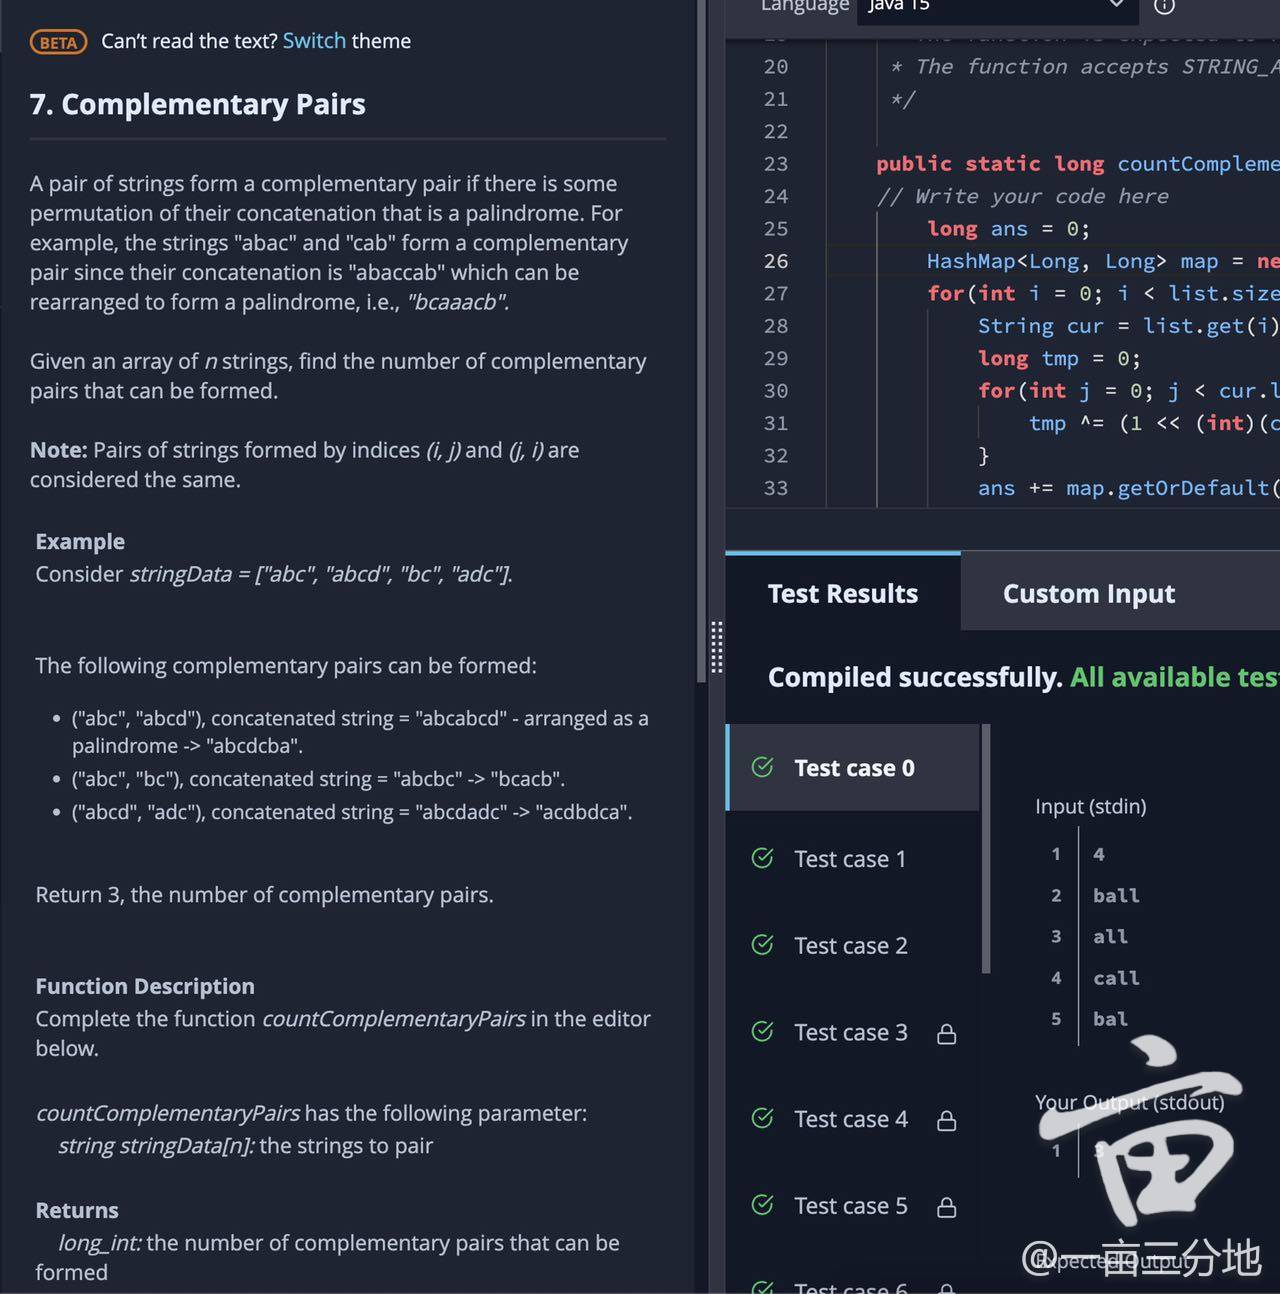 BETA Can't read the text? Switch theme
7. Complementary Pairs
A pair of strings form a complementary pair if there is some
permutation of their concatenation that is a palindrome. For
example, the strings "abac" and "cab" form a complementary
pair since their concatenation is "abaccab" which can be
rearranged to form a palindrome, i.e., "bcaaacb".
Given an array of n strings, find the number of complementary
pairs that can be formed.
Note: Pairs of strings formed by indices (i, j) and (j, i) are
considered the same.
Example
Consider stringData = ["abc", "abcd", "bc", "adc"].
The following complementary pairs can be formed:
• ("abc", "abcd"), concatenated string = "abcabcd" - arranged as a
palindrome -> "abcdcba".
• ("abc", "bc"), concatenated string = "abcbc" -> "bcacb".
• ("abcd", "adc"), concatenated string = "abcdadc" -> "acdbdca".
Return 3, the number of complementary pairs.
Function Description
Complete the function countComplementaryPairs in the editor
below.
countComplementaryPairs has the following parameter:
string stringData[n]: the strings to pair
Returns
long_int: the number of complementary pairs that can be
formed
Language Java 15
20 * The function accepts STRING_A
21 */
22
23 public static long countCompleme
24 // Write your code here
25 long ans = 0;
26 HashMap<Long, Long> map = ne
27 for(int i = 0; i < list.size
28 String cur = list.get(i)
29 long tmp = 0;
30 for(int j = 0; j < cur.l
31 tmp ^= (1 << (int)(c
32 }
33 ans += map.getOrDefault(
Test Results
Custom Input
Compiled successfully. All available tes
Test case 0
Test case 1
Test case 2
Test case 3
Test case 4
Test case 5
Test case 6
Input (stdin)
1 4
2 ball
3 all
4 call
5 bal
Your Output (stdout)
1 3
Expected Output
亩
@一亩三分地